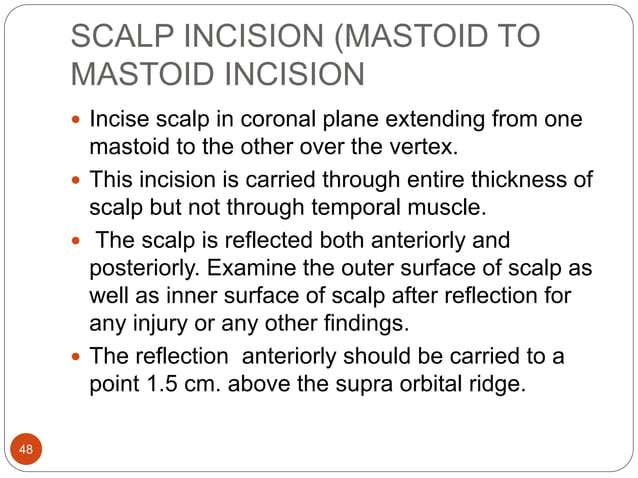 SCALP INCISION (MASTOID TO
MASTOID INCISION
• Incise scalp in coronal plane extending from one
mastoid to the other over the vertex.
• This incision is carried through entire thickness of
scalp but not through temporal muscle.
• The scalp is reflected both anteriorly and
posteriorly. Examine the outer surface of scalp as
well as inner surface of scalp after reflection for
any injury or any other findings.
• The reflection  anteriorly should be carried to a
point 1.5 cm. above the supra orbital ridge.
48